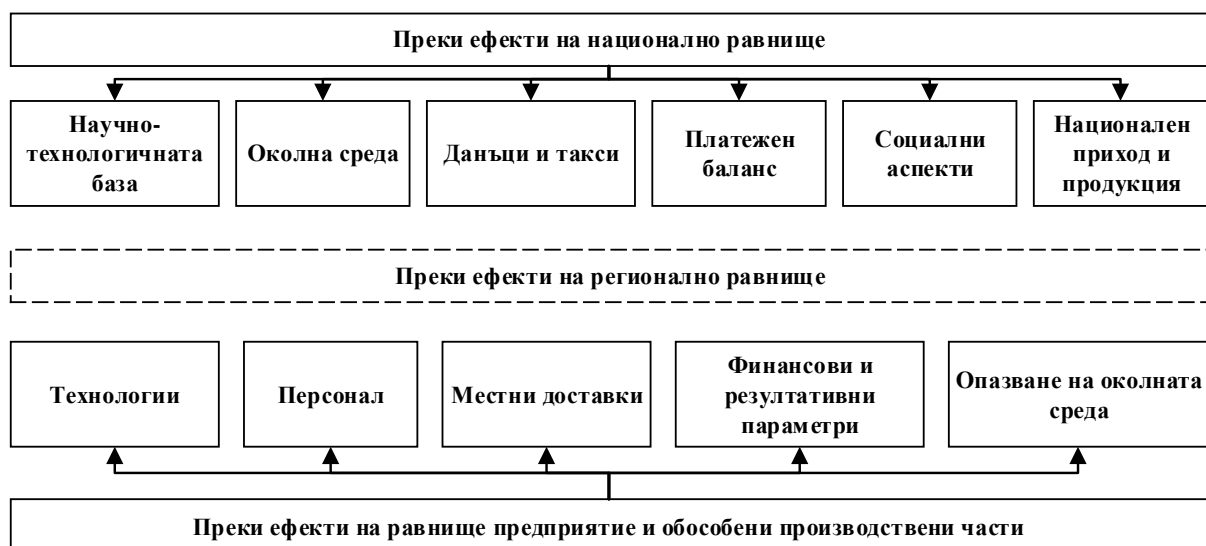 Преки ефекти на национално равнище
Научно-
технологичната
база
Околна среда
Данъци и такси
Платежен
баланс
Социални
аспекти
Национален
приход и
продукция
Преки ефекти на регионално равнище
Технологии
Персонал
Местни доставки
Финансови и
резултативни
параметри
Опазване на околната
среда
Преки ефекти на равнище предприятие и обособени производствени части